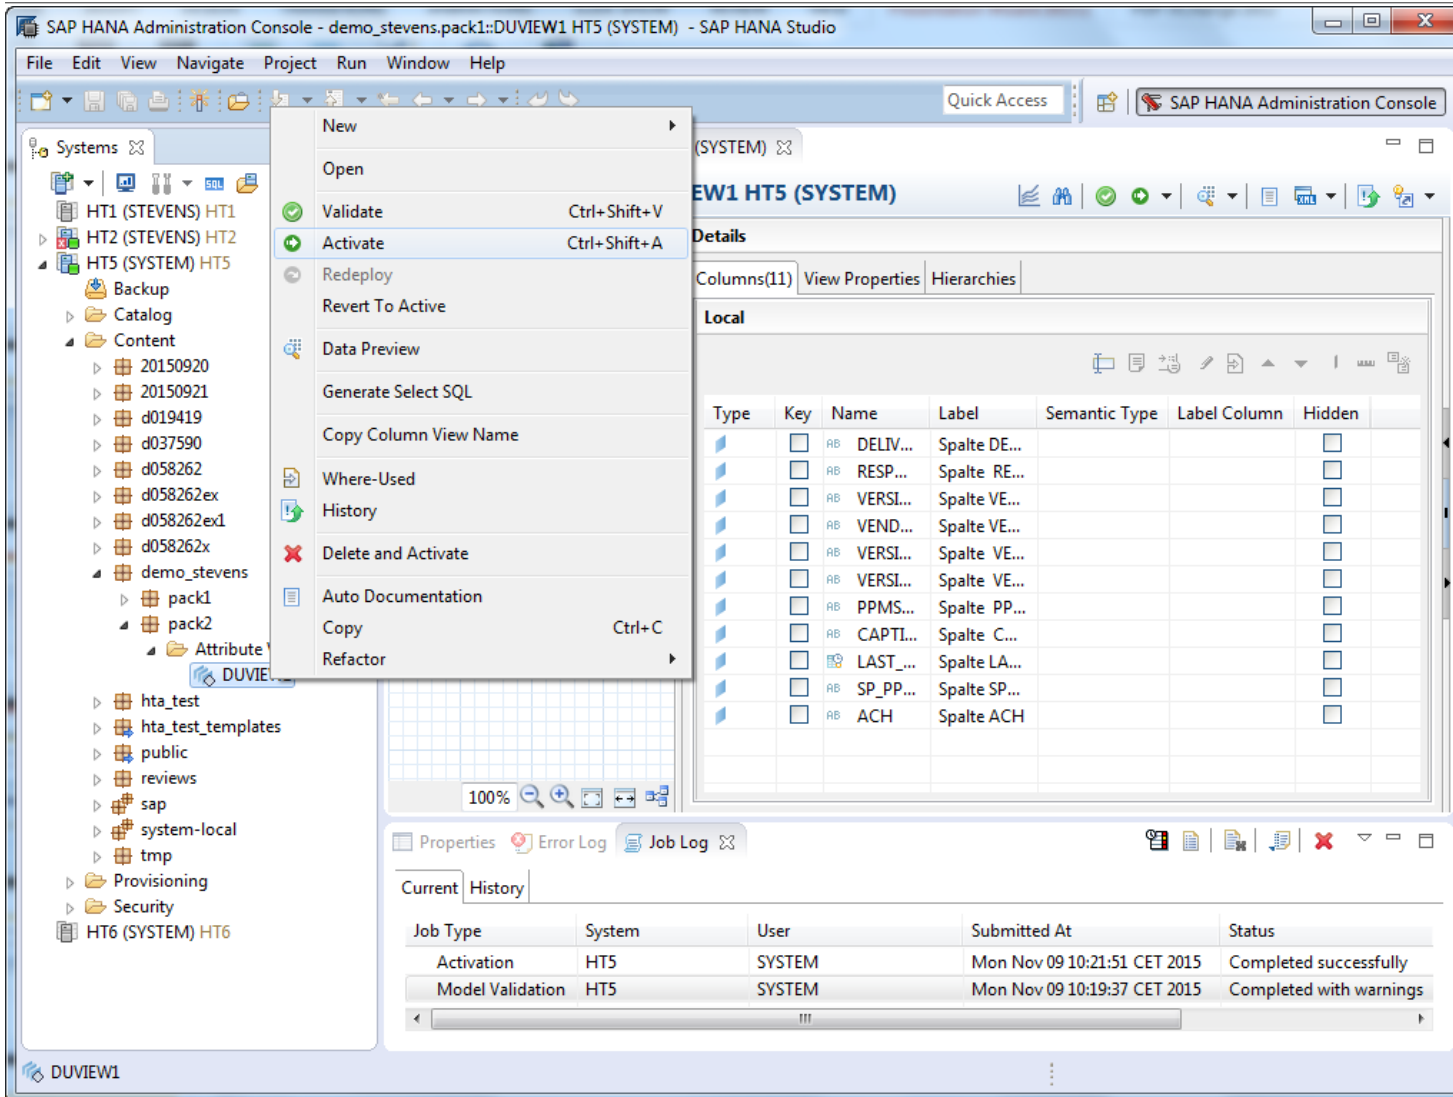 SAP HANA Administration Console - demo_stevens.pack1::DUVIEW1 HT5 (SYSTEM) - SAP HANA Studio
File Edit View Navigate Project Run Window Help
Quick Access
SAP HANA Administration Console
Systems
HT1 (STEVENS) HT1
HT2 (STEVENS) HT2
HT5 (SYSTEM) HT5
Backup
Catalog
Content
20150920
20150921
d019419
d037590
d058262
d058262ex
d058262ex1
d058262x
demo_stevens
pack1
pack2
Attribute
hta_test
hta_test_templates
public
reviews
sap
system-local
tmp
Provisioning
Security
HT6 (SYSTEM) HT6
New
Open
Validate Ctrl+Shift+V
Activate Ctrl+Shift+A
Redeploy
Revert To Active
Data Preview
Generate Select SQL
Copy Column View Name
Where-Used
History
Delete and Activate
Auto Documentation
Copy Ctrl+C
Refactor
(SYSTEM)
EW1 HT5 (SYSTEM)
Details
Columns(11) View Properties Hierarchies
Local
Type Key Name Label Semantic Type Label Column Hidden
AB DELIV... Spalte DE...
AB RESP... Spalte RE...
AB VERSI... Spalte VE...
AB VEND... Spalte VE...
AB VERSI... Spalte VE...
AB VERSI... Spalte VE...
AB PPMS... Spalte PP...
AB CAPTI... Spalte C...
LAST_... Spalte LA...
AB SP_PP... Spalte SP...
AB ACH Spalte ACH
100%
Properties Error Log Job Log
Current History
Job Type System User Submitted At Status
Activation HT5 SYSTEM Mon Nov 09 10:21:51 CET 2015 Completed successfully
Model Validation HT5 SYSTEM Mon Nov 09 10:19:37 CET 2015 Completed with warnings
DUVIEW1